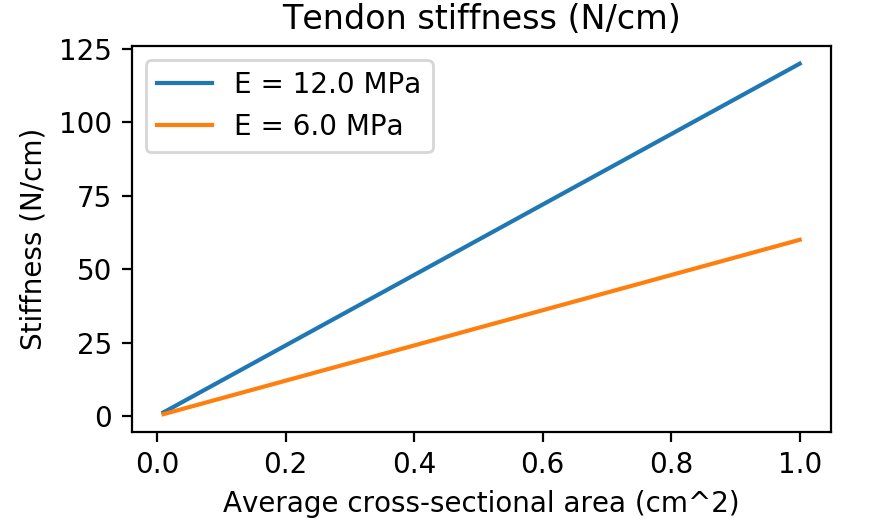 Tendon stiffness (N/cm)
E = 12.0 MPa
E = 6.0 MPa
Stiffness (N/cm)
125
100
75
50
25
0
0.0 0.2 0.4 0.6 0.8 1.0
Average cross-sectional area (cm^2)